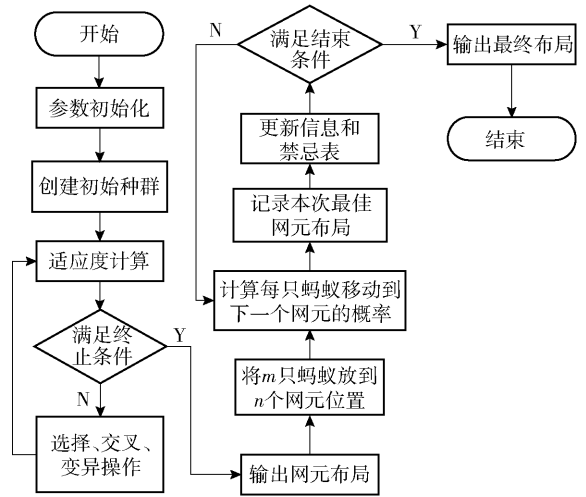 开始
参数初始化
创建初始种群
适应度计算
满足终
止条件
Y
N
选择、交叉、
变异操作
输出网元布局
将m只蚂蚁放到
n个网元位置
计算每只蚂蚁移动到
下一个网元的概率
记录本次最佳
网元布局
更新信息和
禁忌表
满足结束
条件
N
Y
输出最终布局
结束